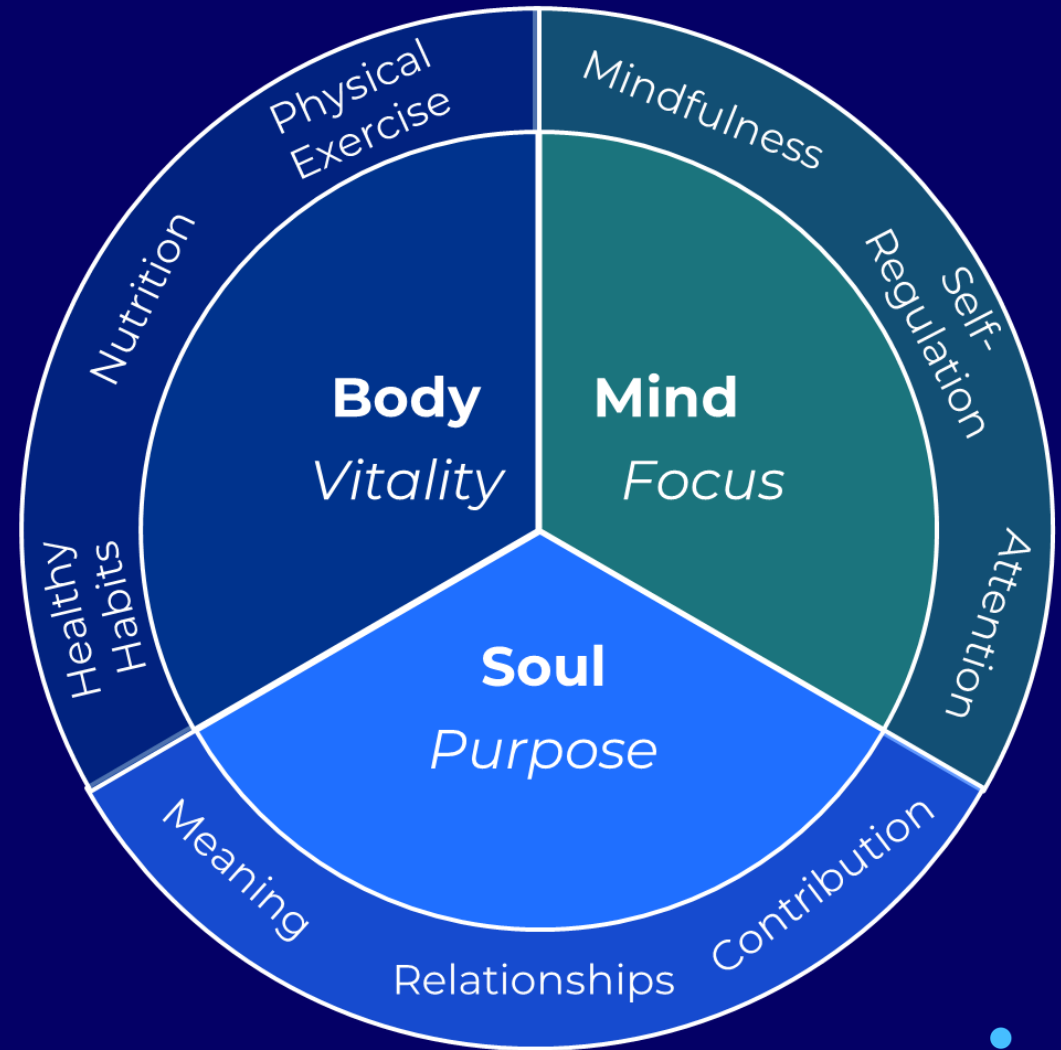 Physical
Exercise
Nutrition
Healthy
Habits
Body
Vitality
Mindfulness
Self-
Regulation
Attention
Mind
Focus
Soul
Purpose
Meaning
Relationships
Contribution